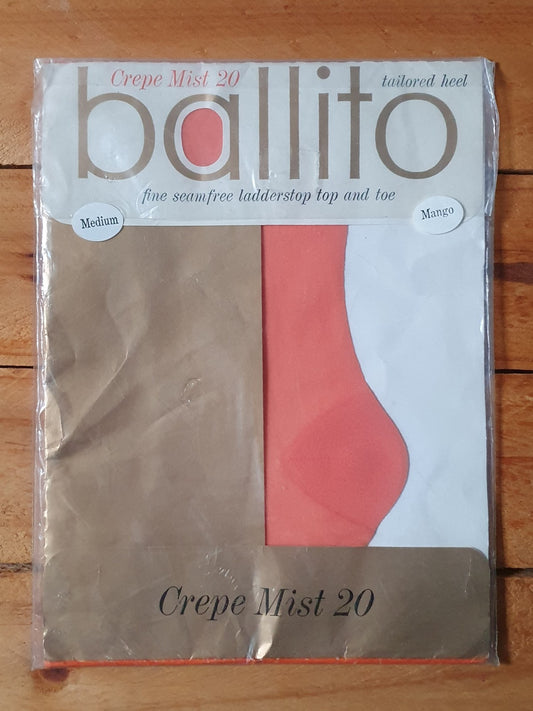 Crepe Mist 20
tailored heel
ballito
fine seamfree ladderstop top and toe
Medium
Mango
Crepe Mist 20